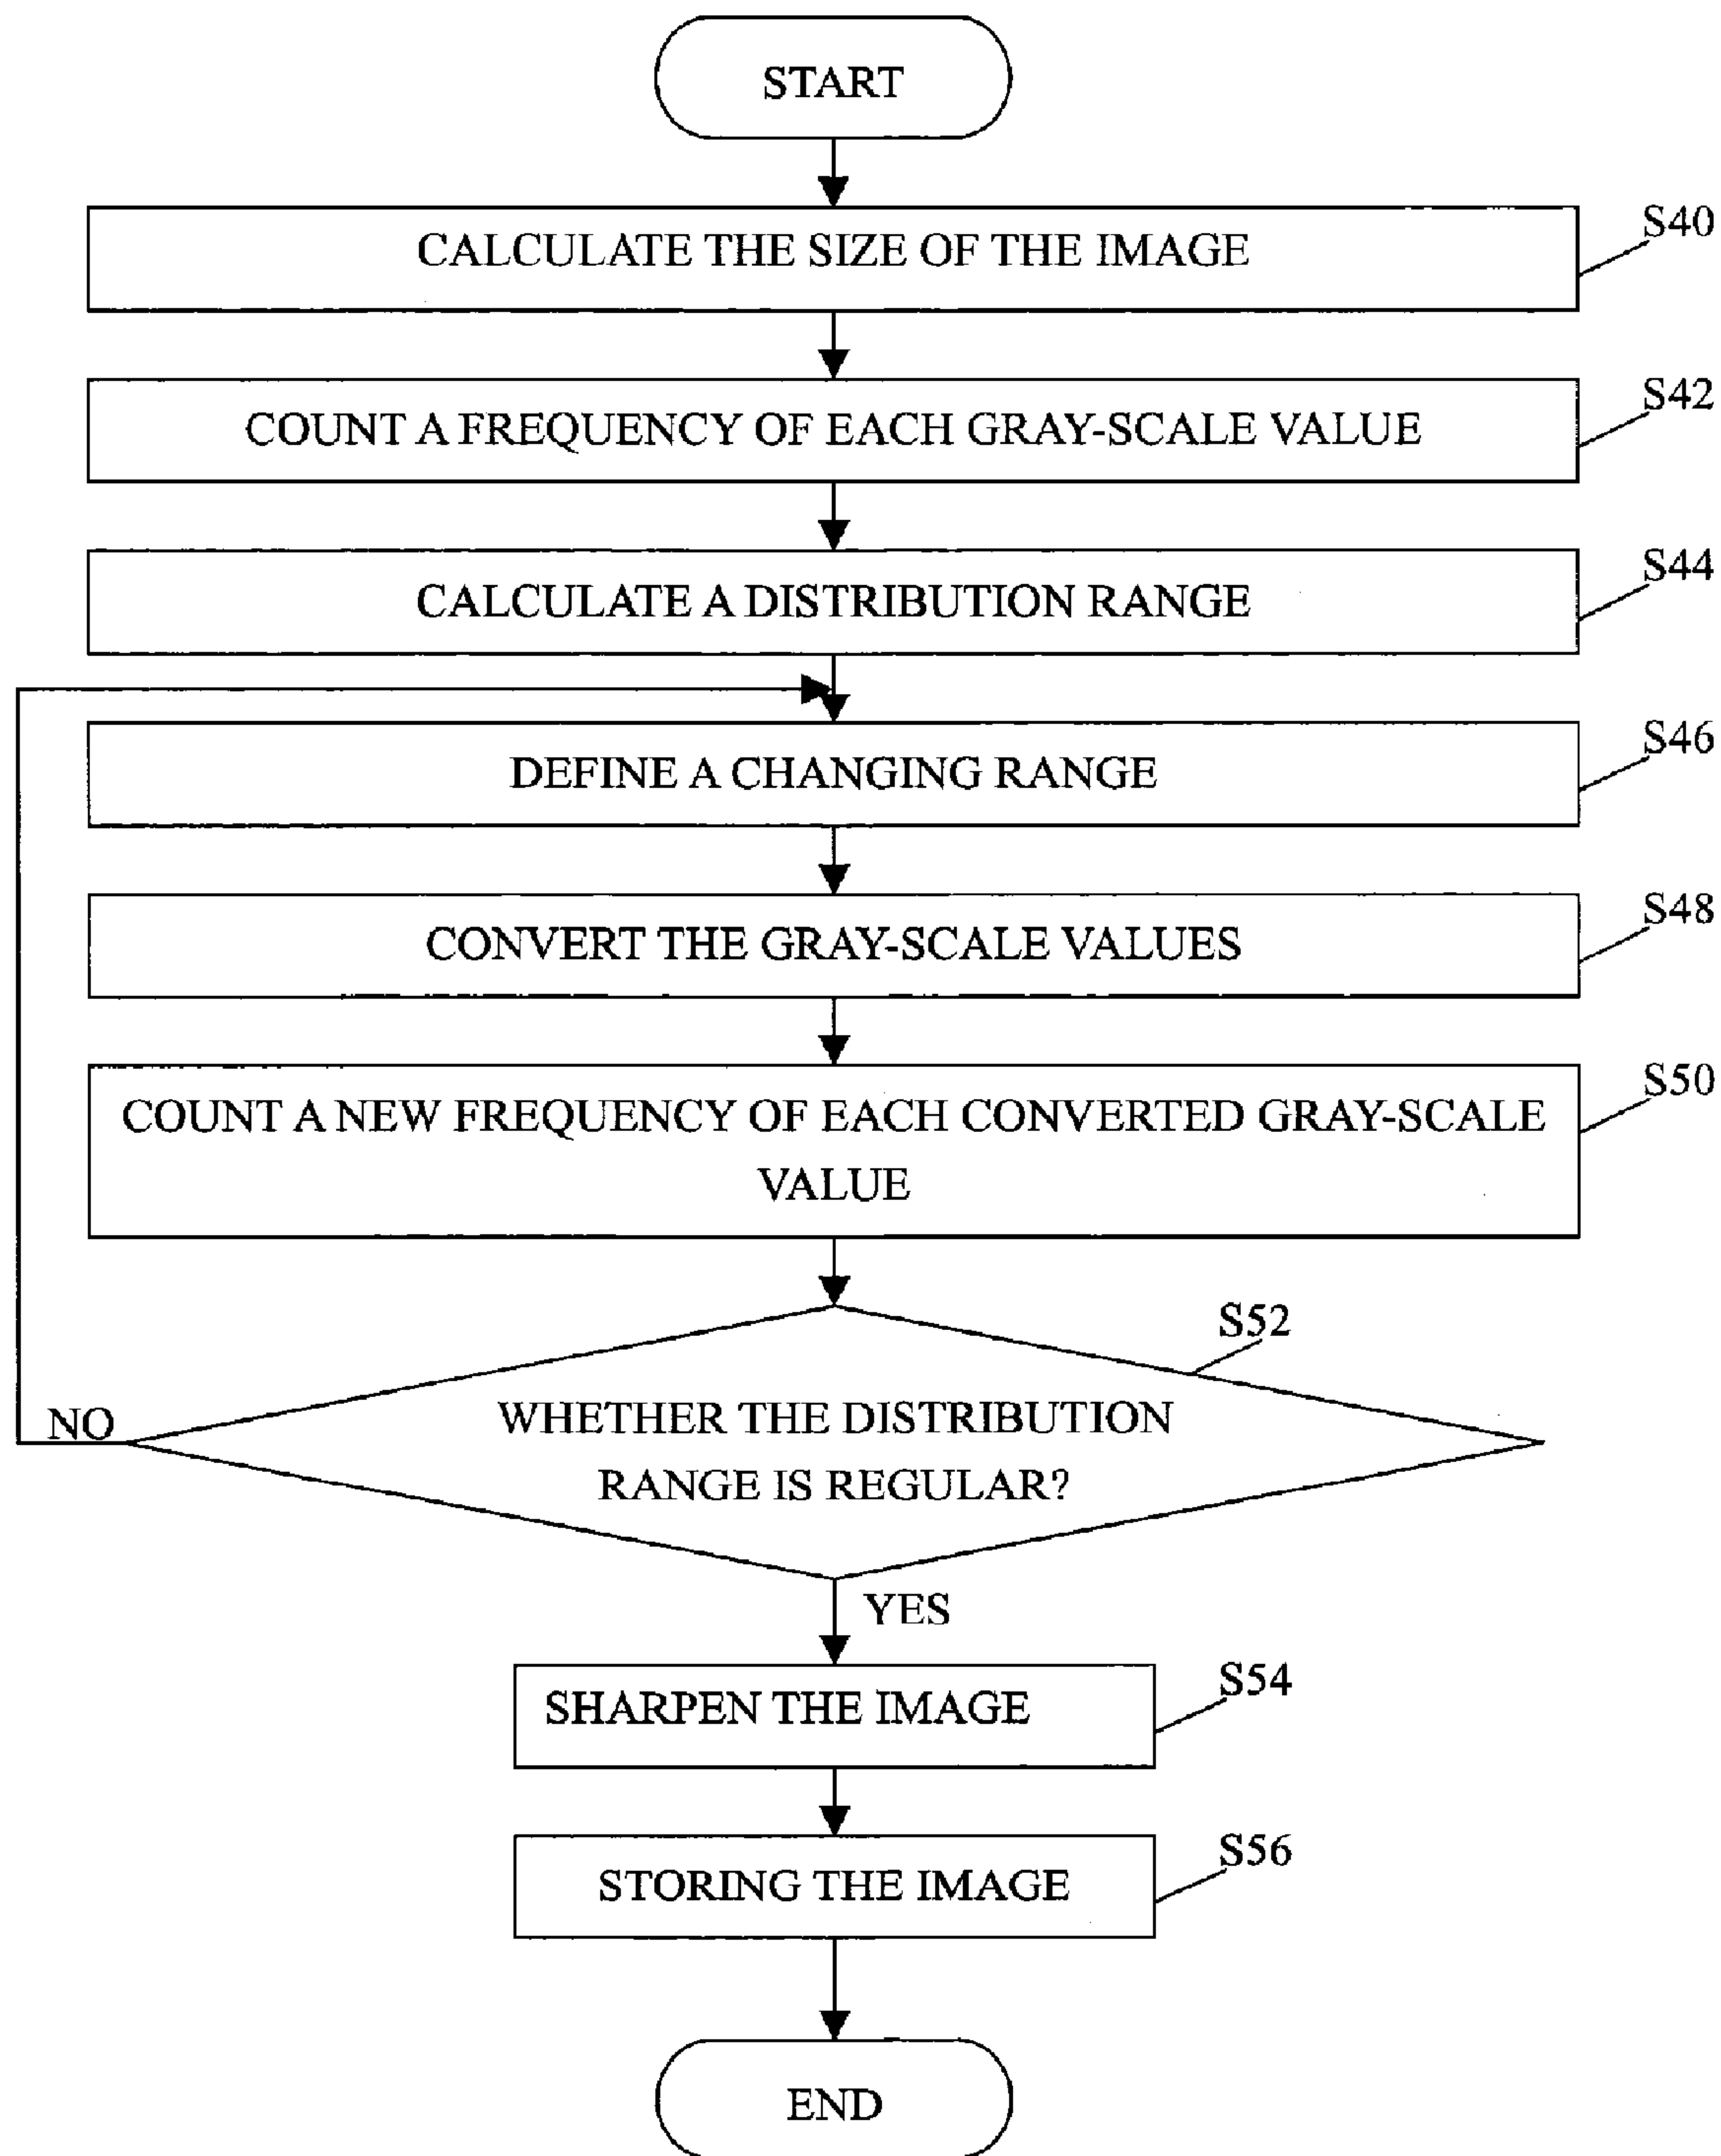 START
CALCULATE THE SIZE OF THE IMAGE
S40
COUNT A FREQUENCY OF EACH GRAY-SCALE VALUE
S42
CALCULATE A DISTRIBUTION RANGE
S44
DEFINE A CHANGING RANGE
S46
CONVERT THE GRAY-SCALE VALUES
S48
COUNT A NEW FREQUENCY OF EACH CONVERTED GRAY-SCALE
VALUE
S50
S52
WHETHER THE DISTRIBUTION
RANGE IS REGULAR?
NO
YES
SHARPEN THE IMAGE
S54
STORING THE IMAGE
S56
END